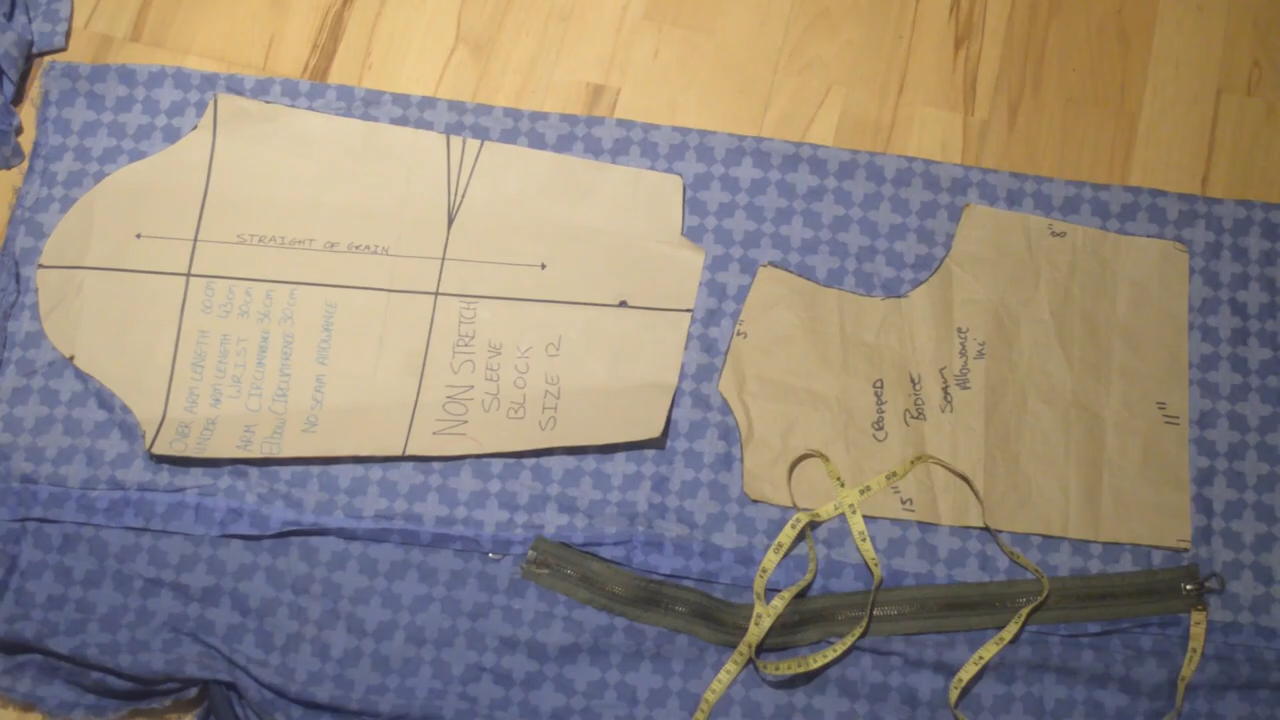 STRAIGHT OF GRAIN
OVER ARM LENGTH 60cm
UNDER ARM LENGTH 43cm
WRIST 30cm
ARM CIRCUMFERENCE 36cm
Elbow CIRCUMFERENCE 30cm
NO SEAM ALLOWANCE
NON STRETCH
SLEEVE
BLOCK
SIZE 12
5"
8"
CROPPED
Bodice
Seam
Allowance
Inc
15"
11"